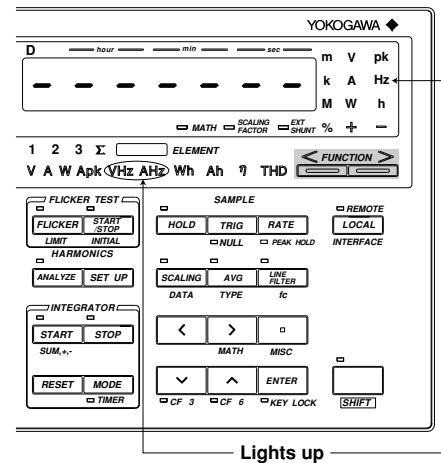 YOKOGAWA ◆
D hour min sec m V pk
- - - - - - - k A Hz
M W h
MATH SCALING FACTOR EXT SHUNT % + −
1 2 3 Σ ELEMENT
< FUNCTION >
V A W Apk VHz AHz Wh Ah η THD
FLICKER TEST SAMPLE REMOTE
FLICKER START /STOP HOLD TRIG RATE LOCAL
LIMIT INITIAL NULL PEAK HOLD INTERFACE
HARMONICS
ANALYZE SET UP SCALING AVG LINE FILTER
DATA TYPE fc
INTEGRATOR
START STOP < > ▫
SUM,+,- MATH MISC
RESET MODE ∨ ∧ ENTER
TIMER CF 3 CF 6 KEY LOCK SHIFT
Lights up